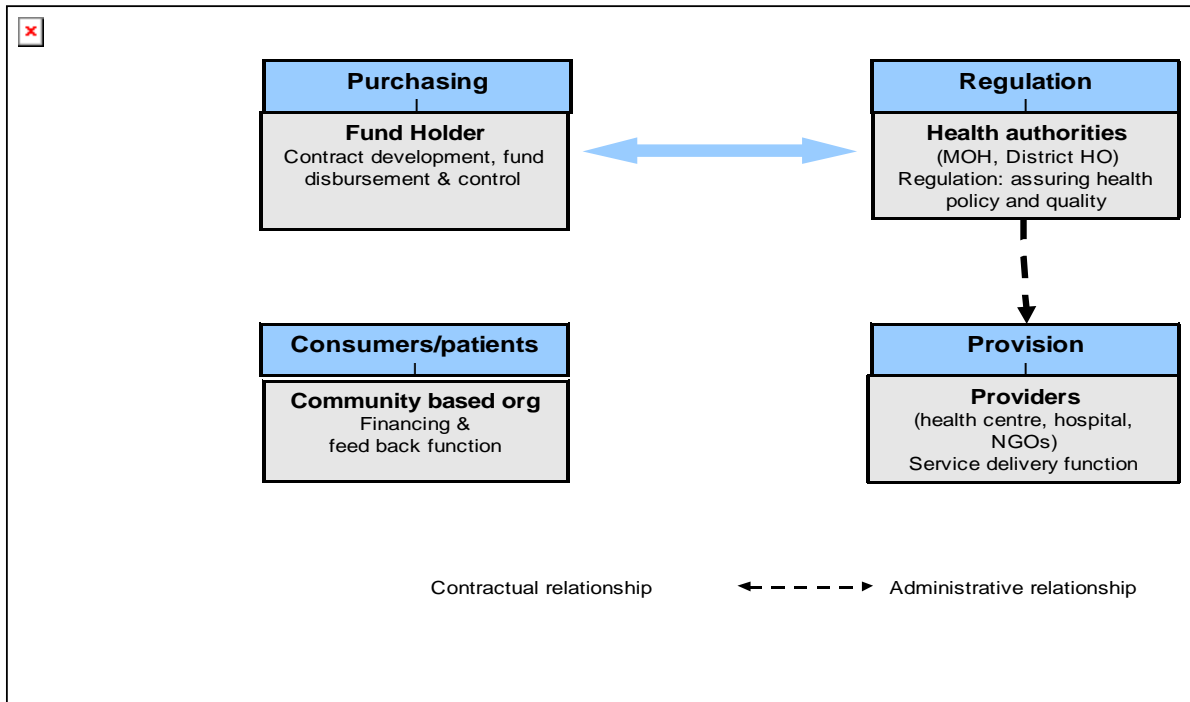 Purchasing
Fund Holder
Contract development, fund
disbursement & control
Regulation
Health authorities
(MOH, District HO)
Regulation: assuring health
policy and quality
Consumers/patients
Community based org
Financing &
feed back function
Provision
Providers
(health centre, hospital,
NGOs)
Service delivery function
Contractual relationship
Administrative relationship